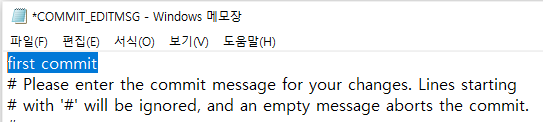 *COMMIT_EDITMSG - Windows 메모장
파일(F) 편집(E) 서식(O) 보기(V) 도움말(H)
first commit
# Please enter the commit message for your changes. Lines starting
# with '#' will be ignored, and an empty message aborts the commit.
#